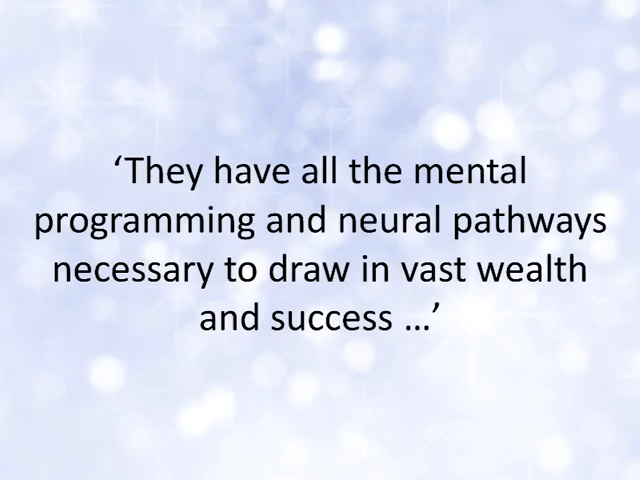 ‘They have all the mental
programming and neural pathways
necessary to draw in vast wealth
and success …’